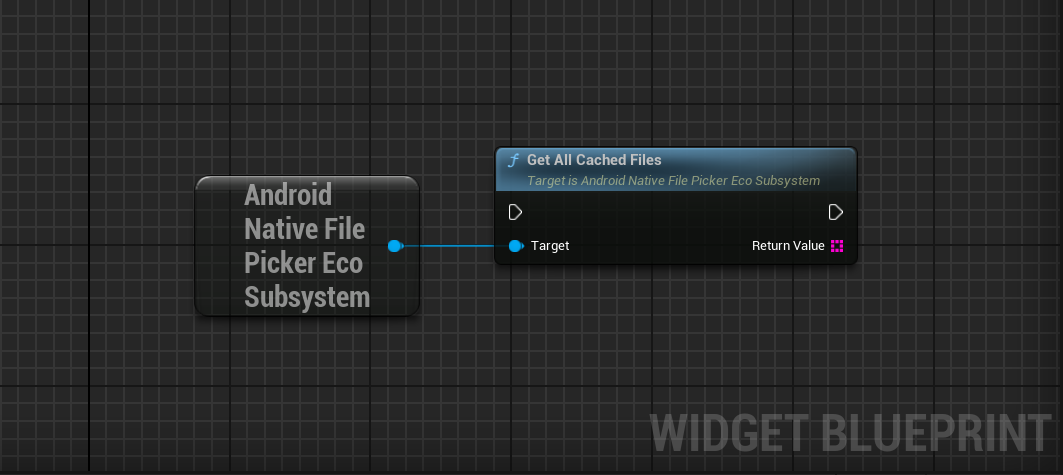 Android
Native File
Picker Eco
Subsystem
f Get All Cached Files
Target is Android Native File Picker Eco Subsystem
Target
Return Value
WIDGET BLUEPRINT